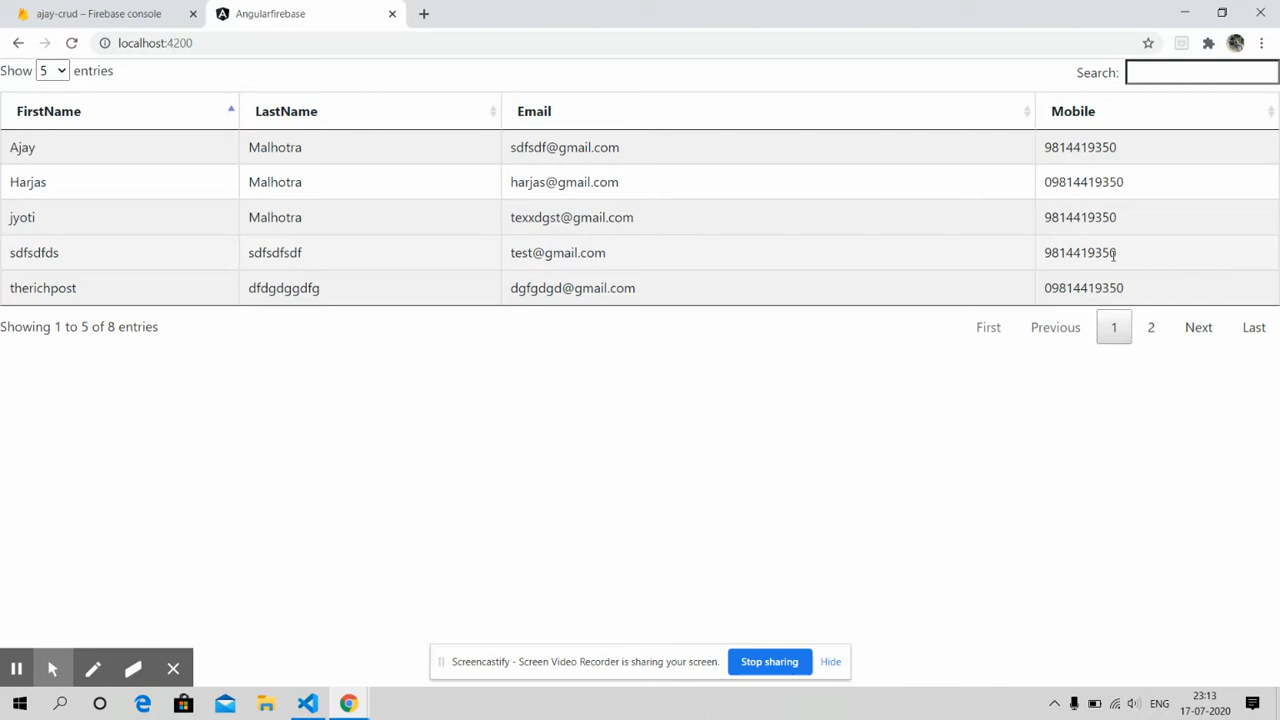 ajay-crud – Firebase console
Angularfirebase
localhost:4200
Show 5 entries
Search:
FirstName LastName Email Mobile
Ajay Malhotra sdfsdf@gmail.com 9814419350
Harjas Malhotra harjas@gmail.com 09814419350
jyoti Malhotra texxdgst@gmail.com 9814419350
sdfsdfds sdfsdfsdf test@gmail.com 9814419350
therichpost dfdgdggdfg dgfgdgd@gmail.com 09814419350
Showing 1 to 5 of 8 entries
First Previous 1 2 Next Last
Screencastify - Screen Video Recorder is sharing your screen. Stop sharing Hide
ENG
23:13
17-07-2020